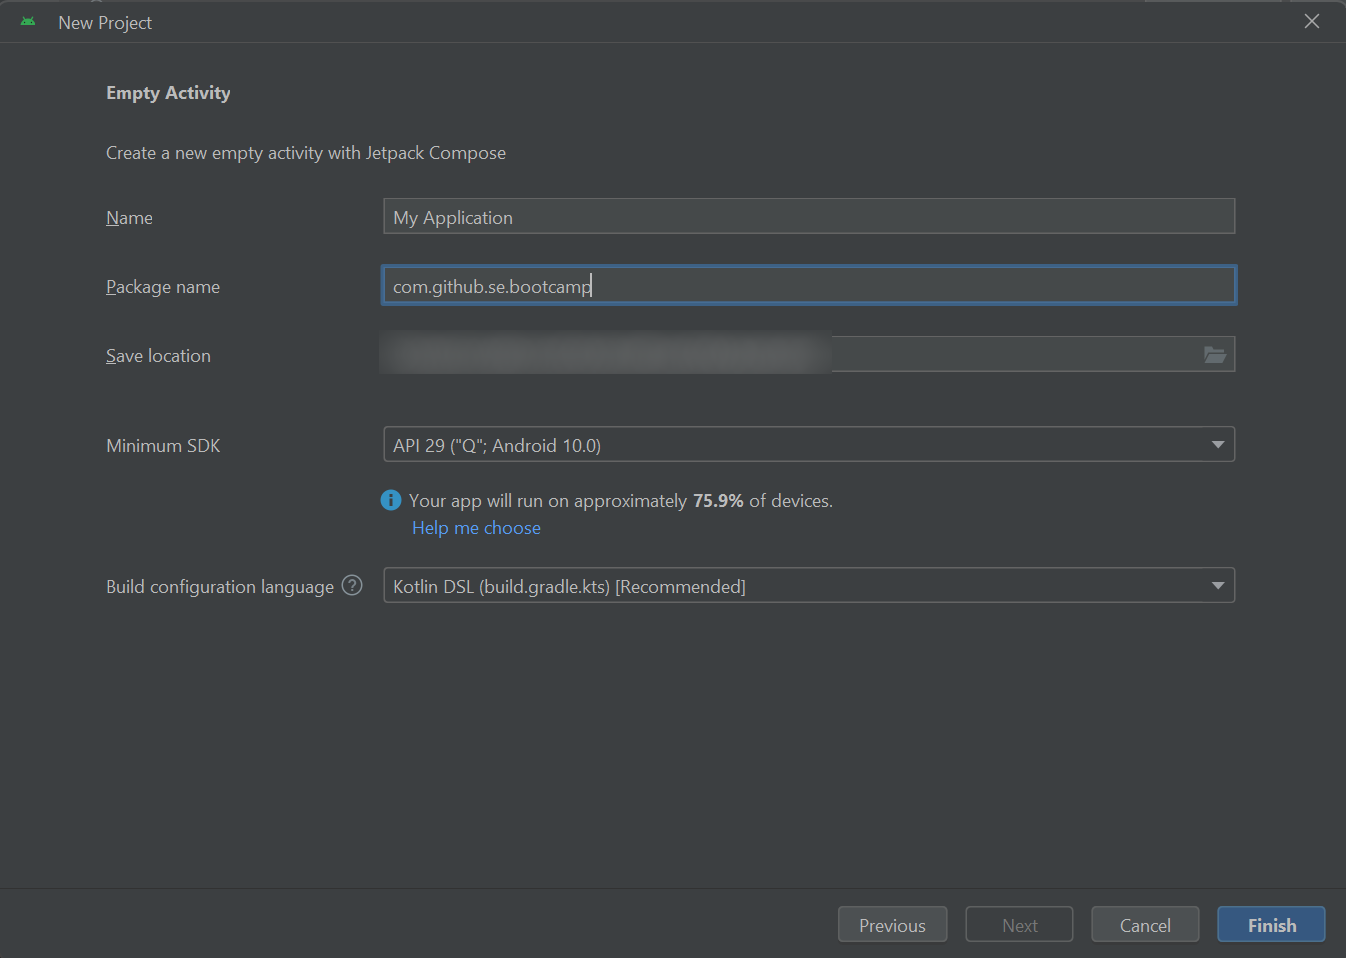 New Project
Empty Activity
Create a new empty activity with Jetpack Compose
Name
My Application
Package name
com.github.se.bootcamp
Save location
Minimum SDK
API 29 ("Q"; Android 10.0)
Your app will run on approximately 75.9% of devices.
Help me choose
Build configuration language
Kotlin DSL (build.gradle.kts) [Recommended]
Previous
Next
Cancel
Finish